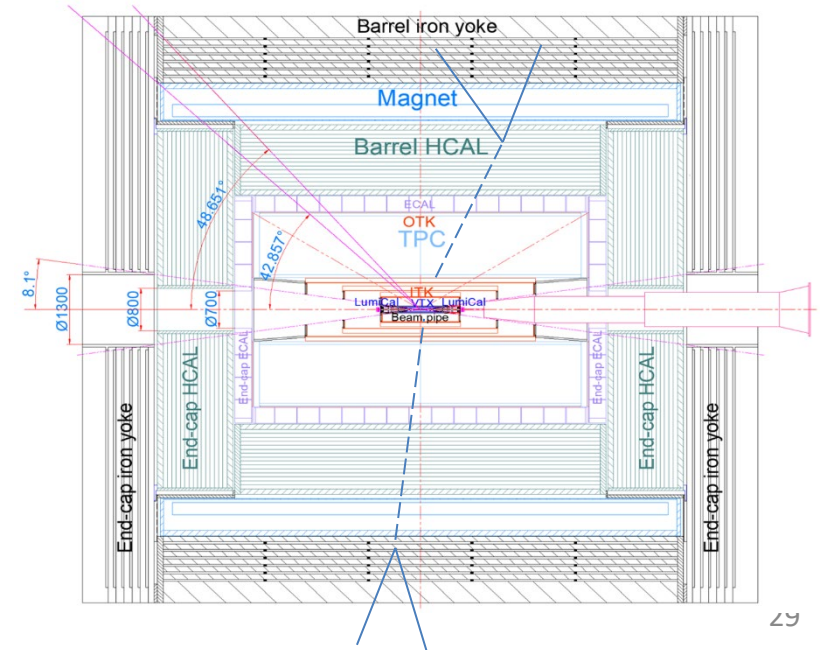 Barrel iron yoke
Magnet
Barrel HCAL
ECAL
OTK
TPC
48.651°
42.857°
8.1°
Ø1300
Ø800
Ø700
ITK
LumiCal VTX LumiCal
Beam pipe
End-cap iron yoke
End-cap HCAL
End-cap ECAL
End-cap ECAL
End-cap HCAL
End-cap iron yoke
29